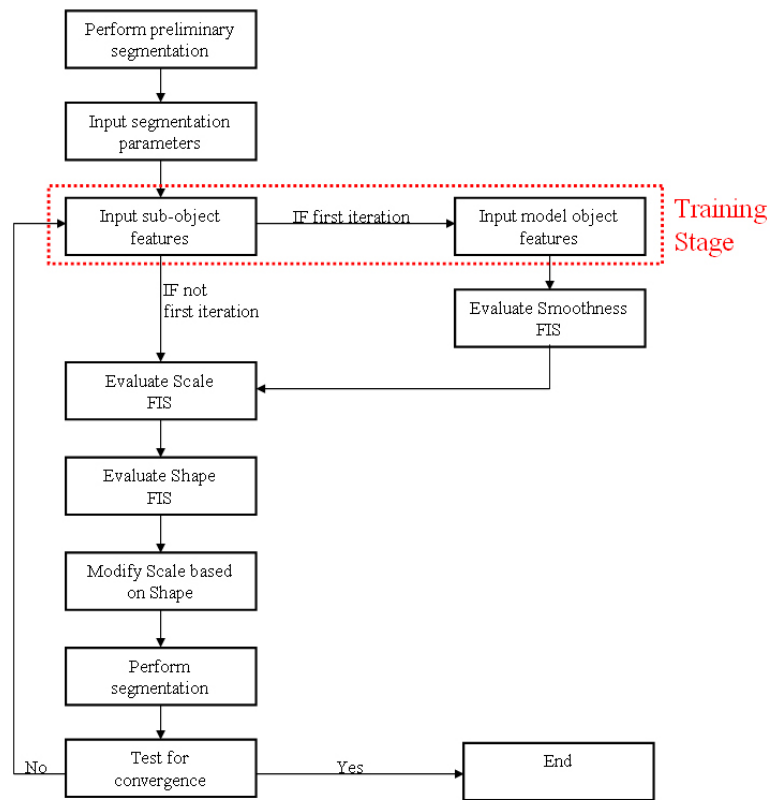 Perform preliminary
segmentation
Input segmentation
parameters
Input sub-object
features
IF first iteration
Input model object
features
Training
Stage
IF not
first iteration
Evaluate Smoothness
FIS
Evaluate Scale
FIS
Evaluate Shape
FIS
Modify Scale based
on Shape
Perform
segmentation
No
Test for
convergence
Yes
End